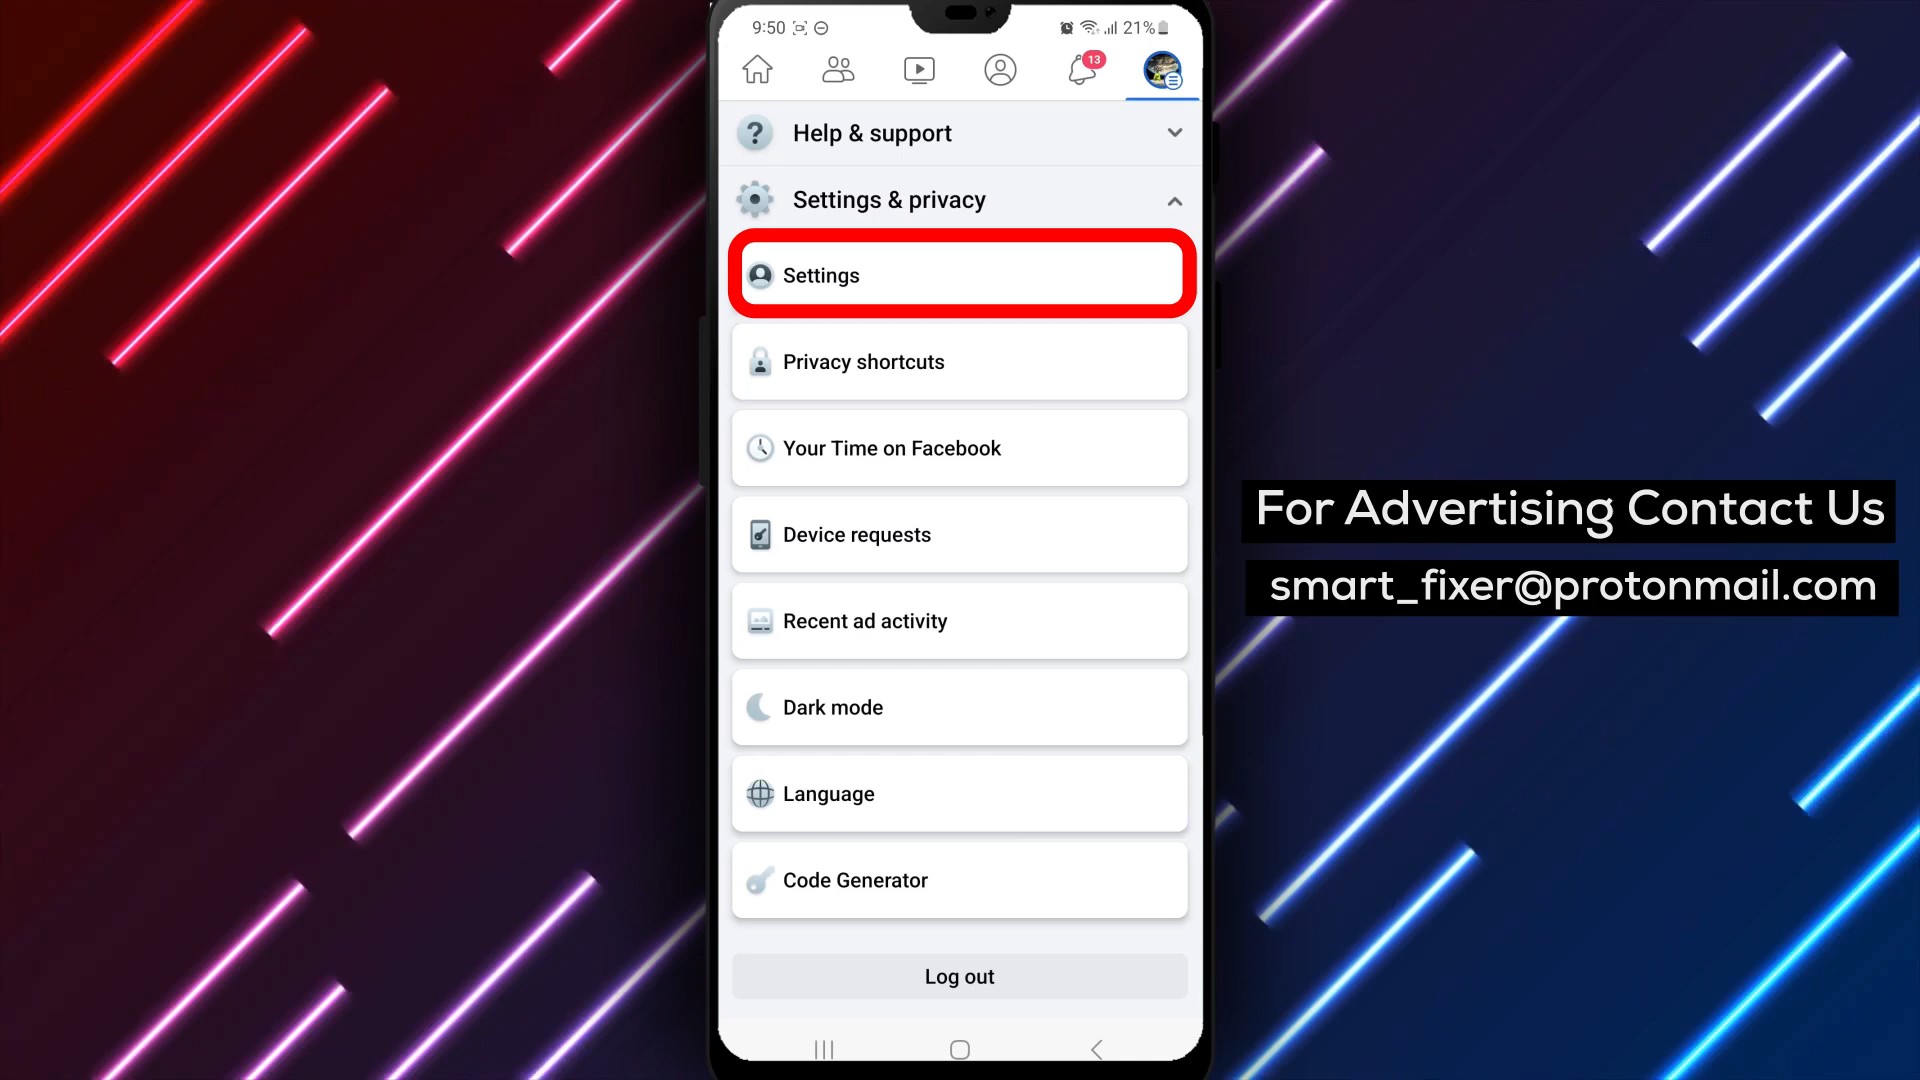 9:50
21%
13
Help & support
Settings & privacy
Settings
Privacy shortcuts
Your Time on Facebook
Device requests
Recent ad activity
Dark mode
Language
Code Generator
Log out
For Advertising Contact Us
smart_fixer@protonmail.com